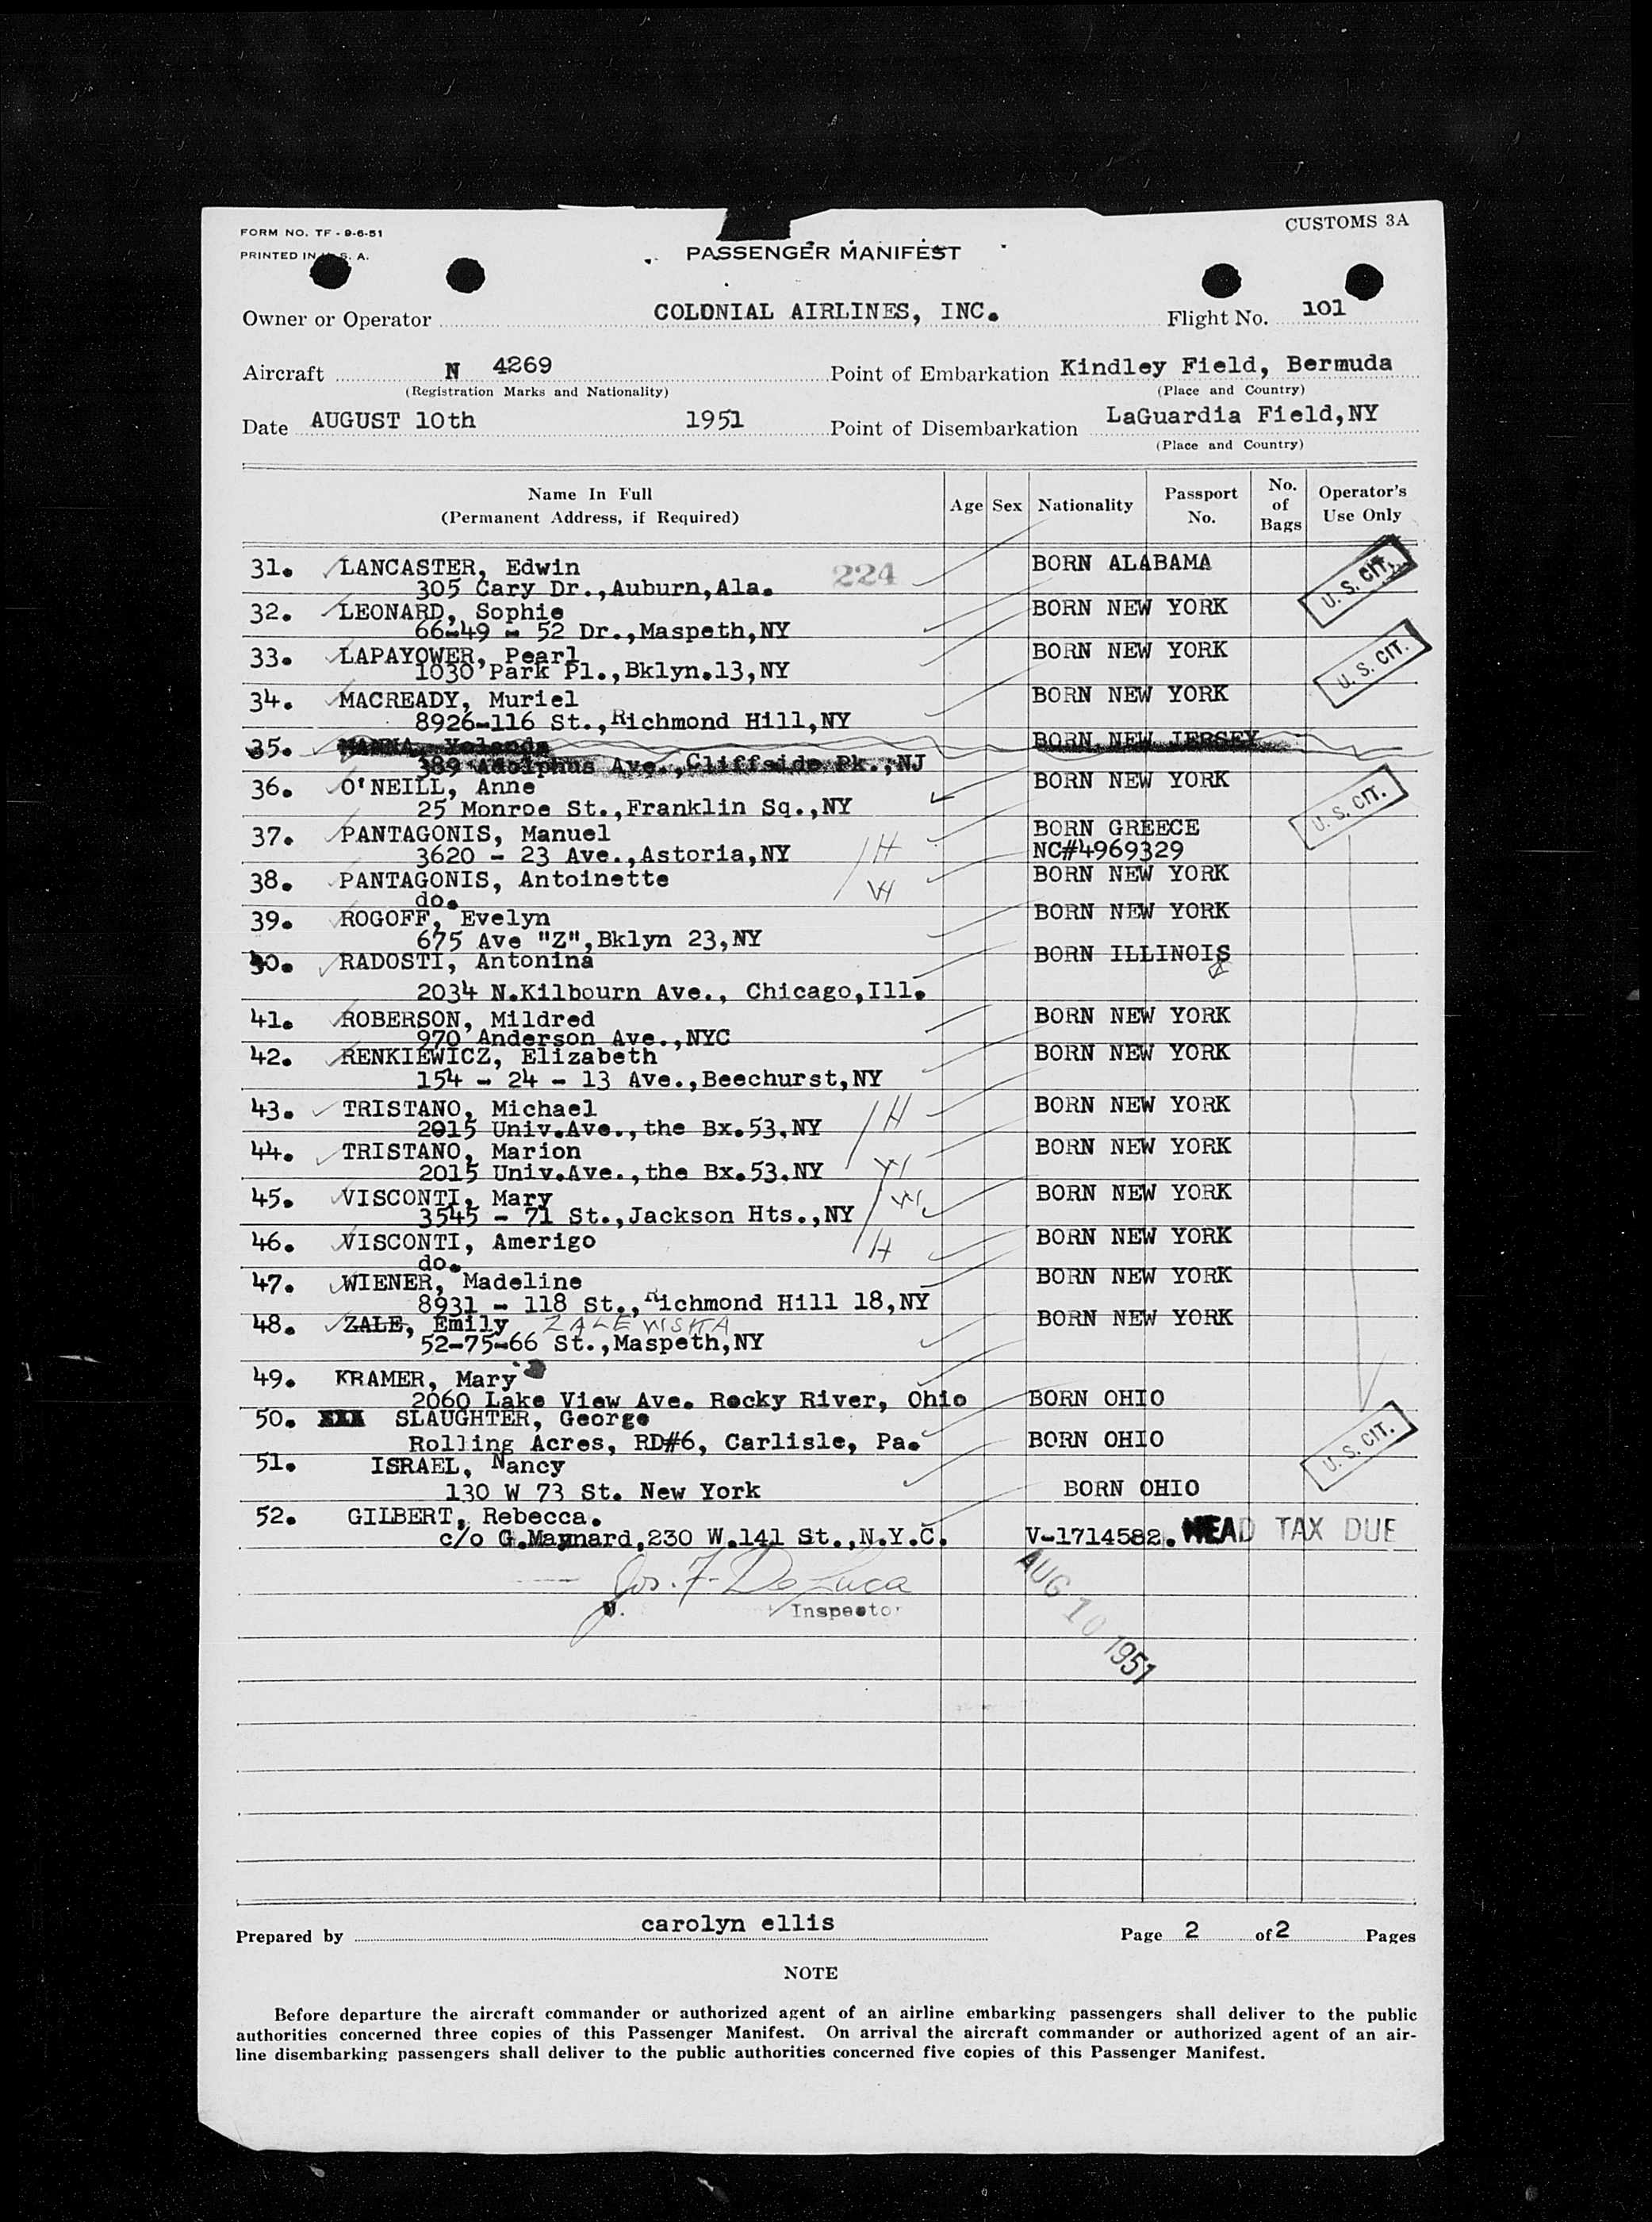 FORM NO. TF - 9-6-51
CUSTOMS 3A
PRINTED IN U. S. A.
PASSENGER MANIFEST
Owner or Operator COLONIAL AIRLINES, INC. Flight No. 101
Aircraft N 4269 Point of Embarkation Kindley Field, Bermuda
(Registration Marks and Nationality) (Place and Country)
Date AUGUST 10th 1951 Point of Disembarkation LaGuardia Field,NY
(Place and Country)
Name In Full (Permanent Address, if Required) Age Sex Nationality Passport No. No. of Bags Operator's Use Only
31. LANCASTER, Edwin 224 BORN ALABAMA U. S. CIT.
305 Cary Dr.,Auburn,Ala.
32. LEONARD, Sophie BORN NEW YORK
66-49 - 52 Dr.,Maspeth,NY
33. LAPAYOWER, Pearl BORN NEW YORK U. S. CIT.
1030 Park Pl.,Bklyn.13,NY
34. MACREADY, Muriel BORN NEW YORK
8926-116 St.,Richmond Hill,NY
35. MANNA, Yolanda BORN NEW JERSEY
389 Adolphus Ave.,Cliffside Pk.,NJ
36. O'NEILL, Anne BORN NEW YORK U. S. CIT.
25 Monroe St.,Franklin Sq.,NY
37. PANTAGONIS, Manuel H BORN GREECE
3620 - 23 Ave.,Astoria,NY NC#4969329
38. PANTAGONIS, Antoinette W BORN NEW YORK
do.
39. ROGOFF, Evelyn BORN NEW YORK
675 Ave "Z",Bklyn 23,NY
40. RADOSTI, Antonina BORN ILLINOIS
2034 N.Kilbourn Ave., Chicago,Ill.
41. ROBERSON, Mildred BORN NEW YORK
970 Anderson Ave.,NYC
42. RENKIEWICZ, Elizabeth BORN NEW YORK
154 - 24 - 13 Ave.,Beechurst,NY
43. TRISTANO, Michael H BORN NEW YORK
2015 Univ.Ave.,the Bx.53,NY
44. TRISTANO, Marion W BORN NEW YORK
2015 Univ.Ave.,the Bx.53,NY
45. VISCONTI, Mary W BORN NEW YORK
3545 - 71 St.,Jackson Hts.,NY
46. VISCONTI, Amerigo H BORN NEW YORK
do.
47. WIENER, Madeline BORN NEW YORK
8931 - 118 St.,Richmond Hill 18,NY
48. ZALE, Emily ZALEWSKA BORN NEW YORK
52-75-66 St.,Maspeth,NY
49. KRAMER, Mary
2060 Lake View Ave. Rocky River, Ohio BORN OHIO
50. SLAUGHTER, George
Rolling Acres, RD#6, Carlisle, Pa. BORN OHIO U. S. CIT.
51. ISRAEL, Nancy
130 W 73 St. New York BORN OHIO
52. GILBERT, Rebecca.
c/o G.Maynard,230 W.141 St.,N.Y.C. V-1714582. HEAD TAX DUE
Jos. F. De Luca
Inspector
AUG 10 1951
Prepared by carolyn ellis Page 2 of 2 Pages
NOTE
Before departure the aircraft commander or authorized agent of an airline embarking passengers shall deliver to the public
authorities concerned three copies of this Passenger Manifest. On arrival the aircraft commander or authorized agent of an air-
line disembarking passengers shall deliver to the public authorities concerned five copies of this Passenger Manifest.